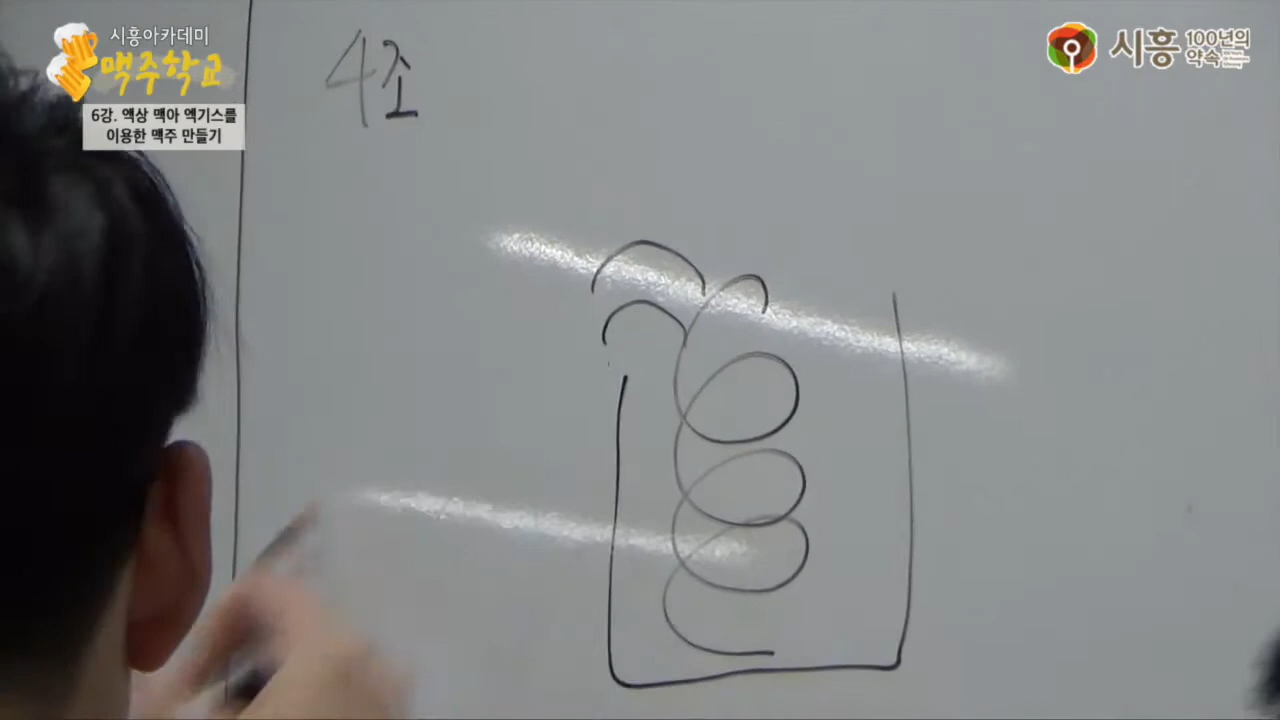 시흥아카데미
맥주학교
6강. 액상 맥아 엑기스를
이용한 맥주 만들기
시흥 100년의
약속
4조